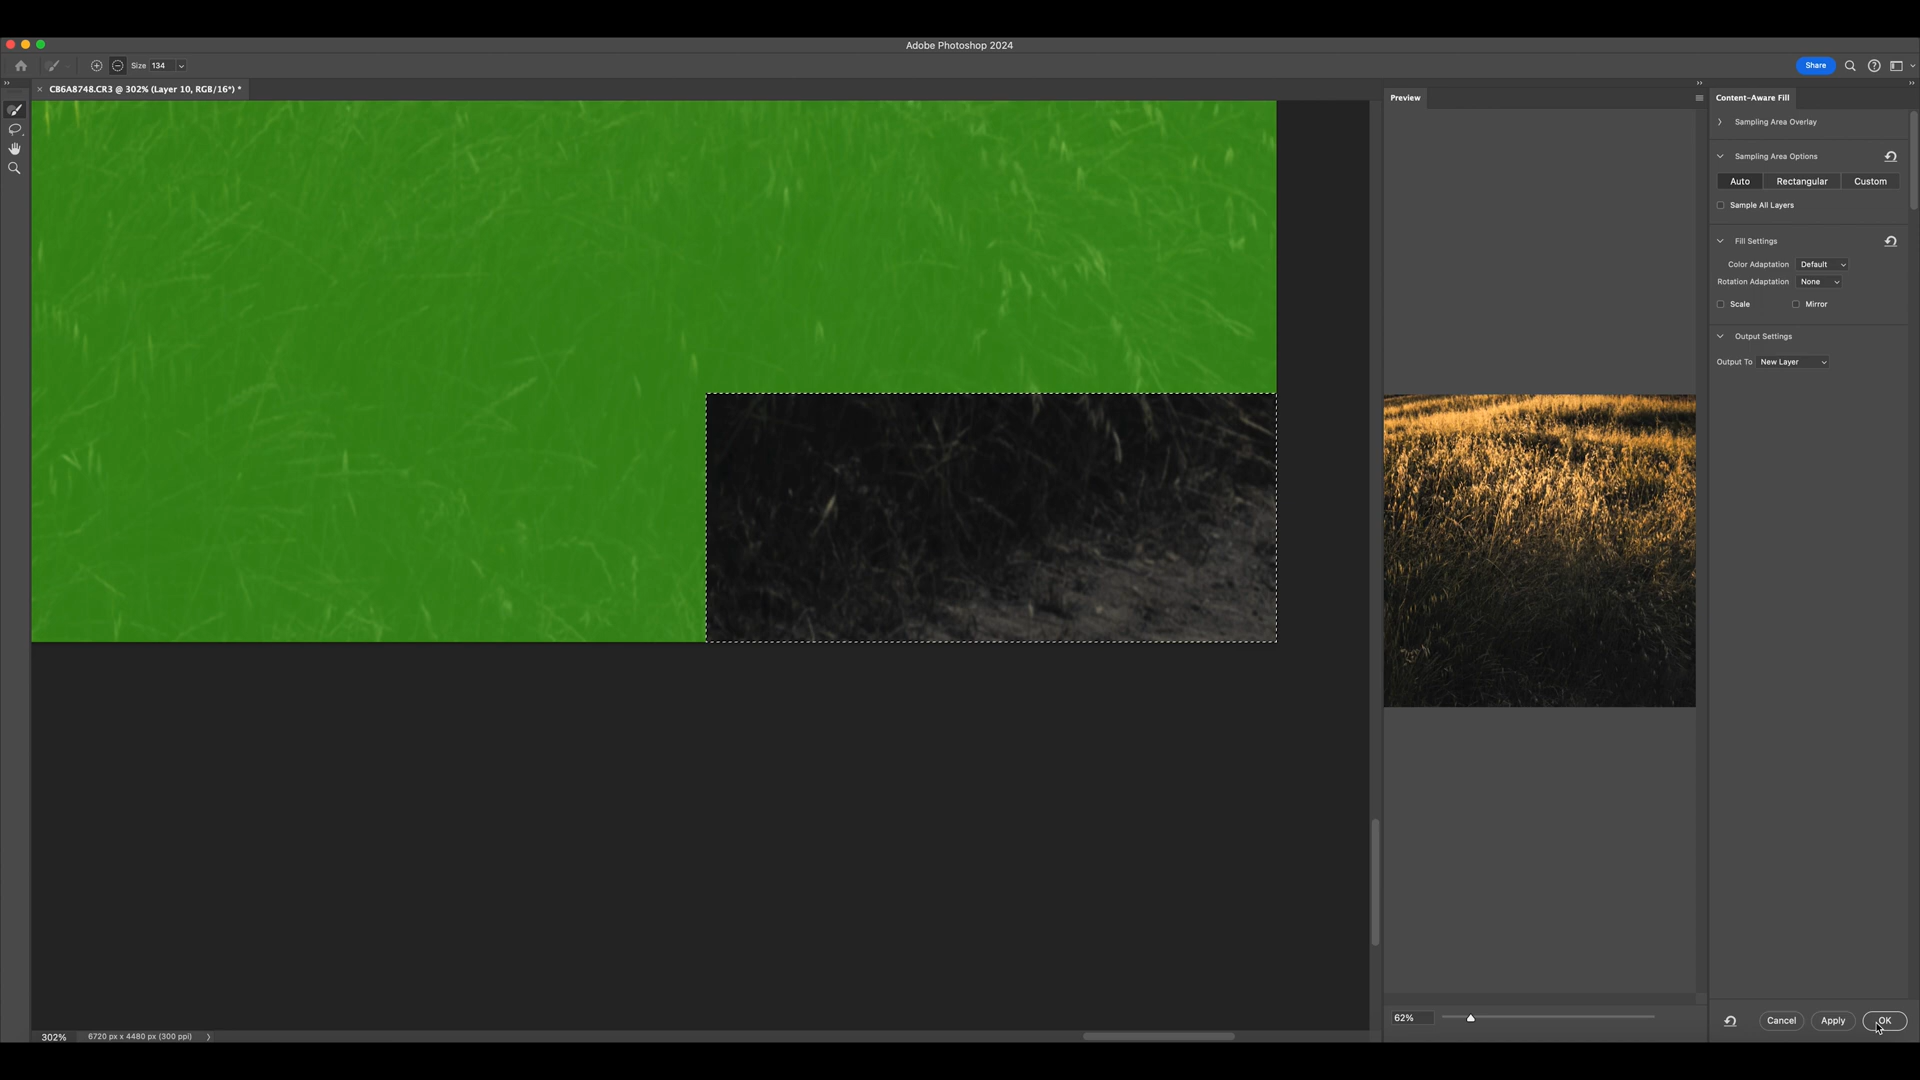 Adobe Photoshop 2024
Size 134
Share
CB6A8748.CR3 @ 302% (Layer 10, RGB/16*) *
Preview
Content-Aware Fill
Sampling Area Overlay
Sampling Area Options
Auto Rectangular Custom
Sample All Layers
Fill Settings
Color Adaptation Default
Rotation Adaptation None
Scale Mirror
Output Settings
Output To New Layer
62%
Cancel Apply OK
302% 6720 px x 4480 px (300 ppi)